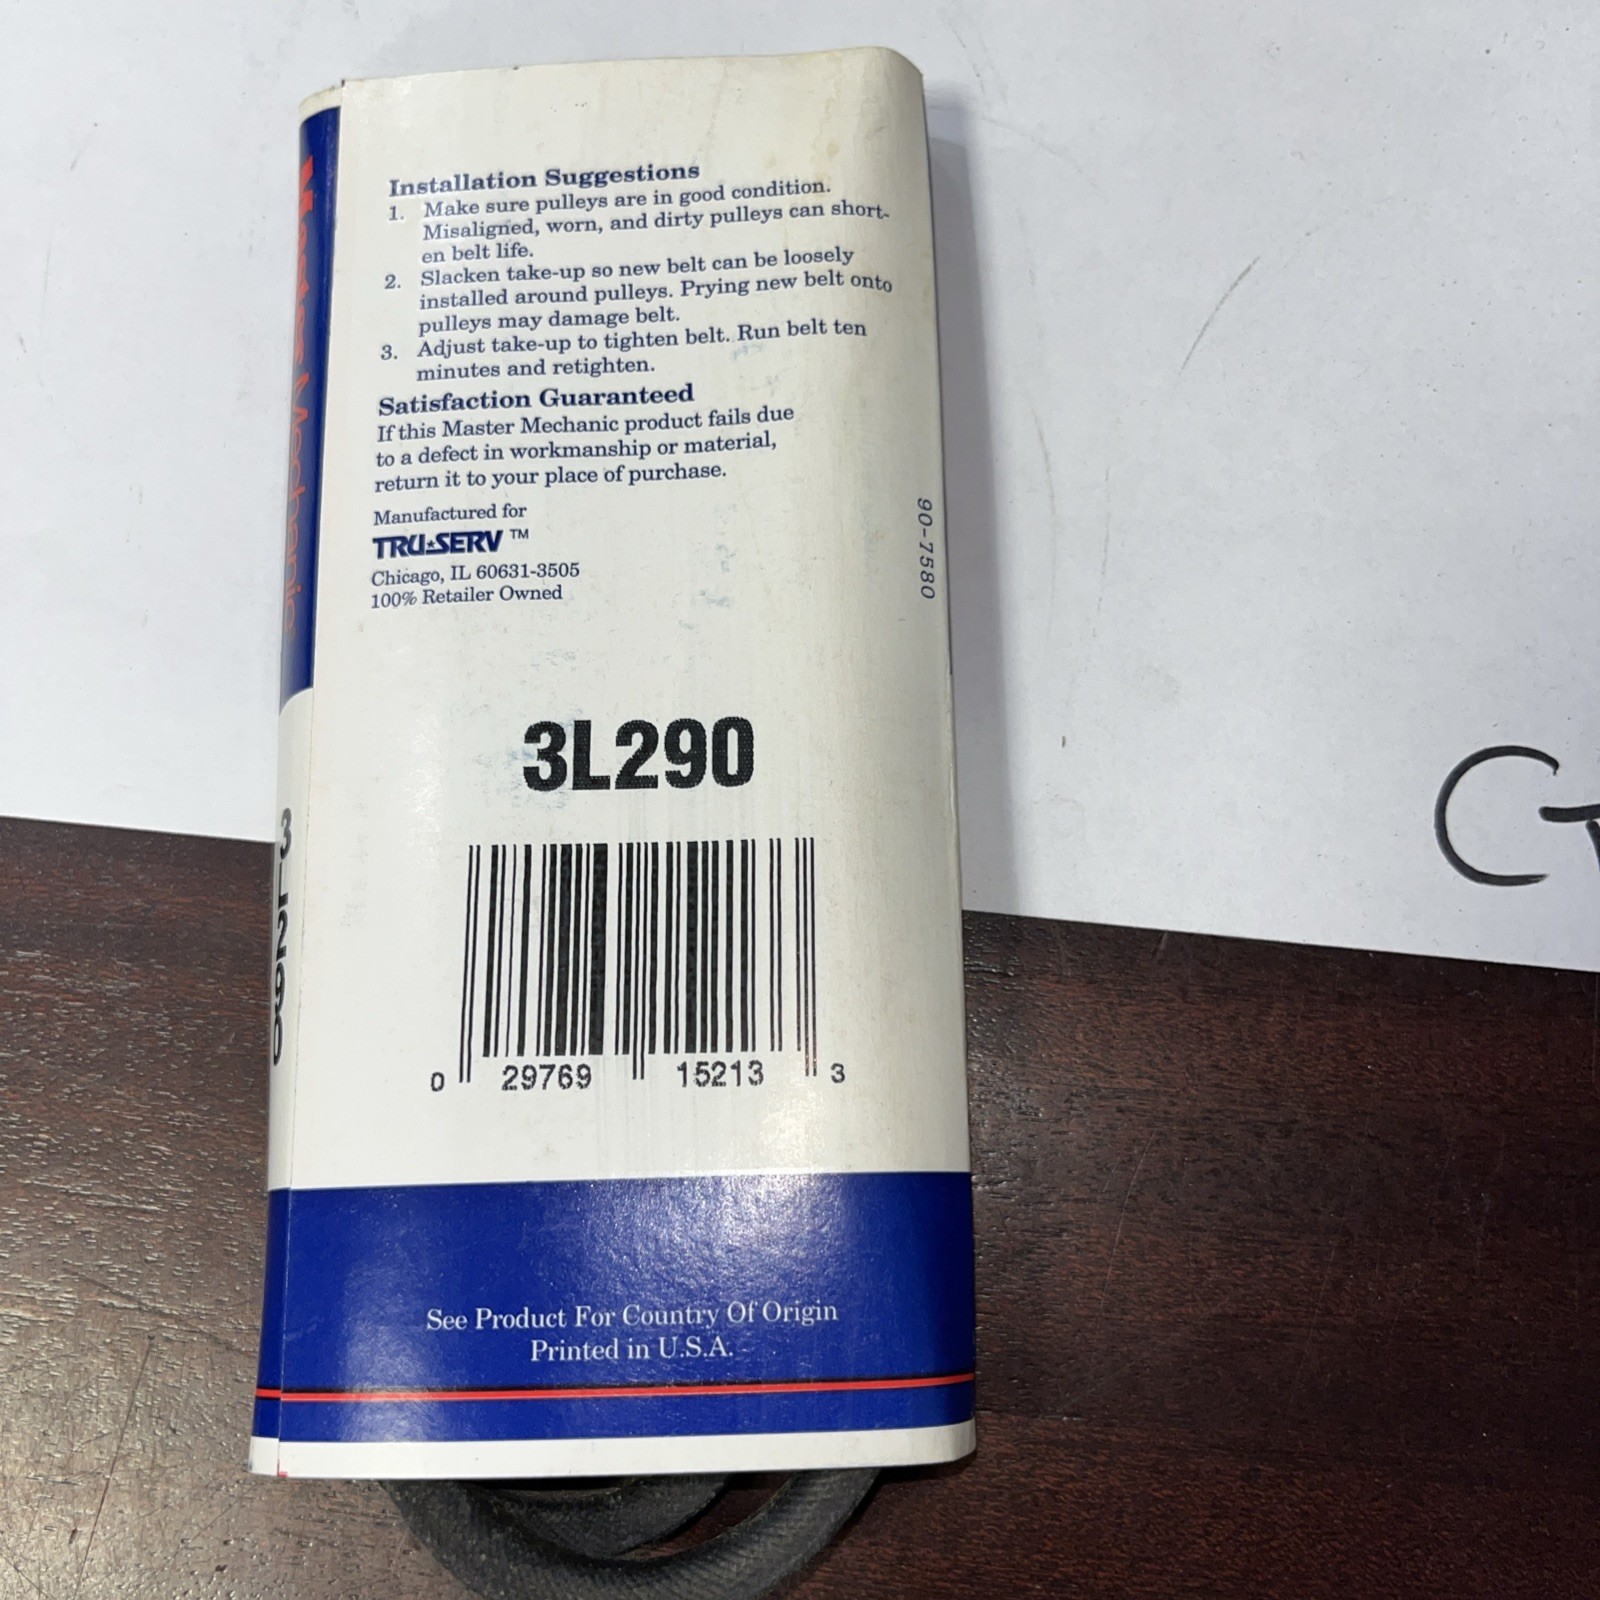 Installation Suggestions
1. Make sure pulleys are in good condition.
Misaligned, worn, and dirty pulleys can short-
en belt life.
2. Slacken take-up so new belt can be loosely
installed around pulleys. Prying new belt onto
pulleys may damage belt.
3. Adjust take-up to tighten belt. Run belt ten
minutes and retighten.
Satisfaction Guaranteed
If this Master Mechanic product fails due
to a defect in workmanship or material,
return it to your place of purchase.
Manufactured for
TRU★SERV ™
Chicago, IL 60631-3505
100% Retailer Owned
90-7580
3L290
0 29769 15213 3
See Product For Country Of Origin
Printed in U.S.A.
Master Mechanic
3L290